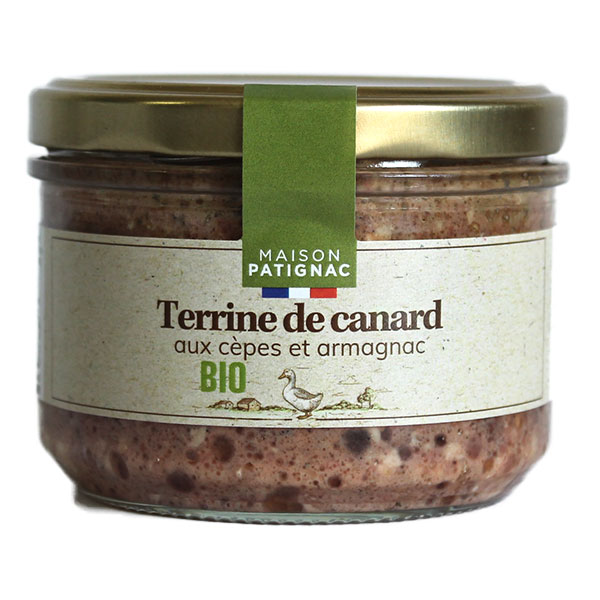 MAISON
PATIGNAC
Terrine de canard
aux cèpes et armagnac
BIO